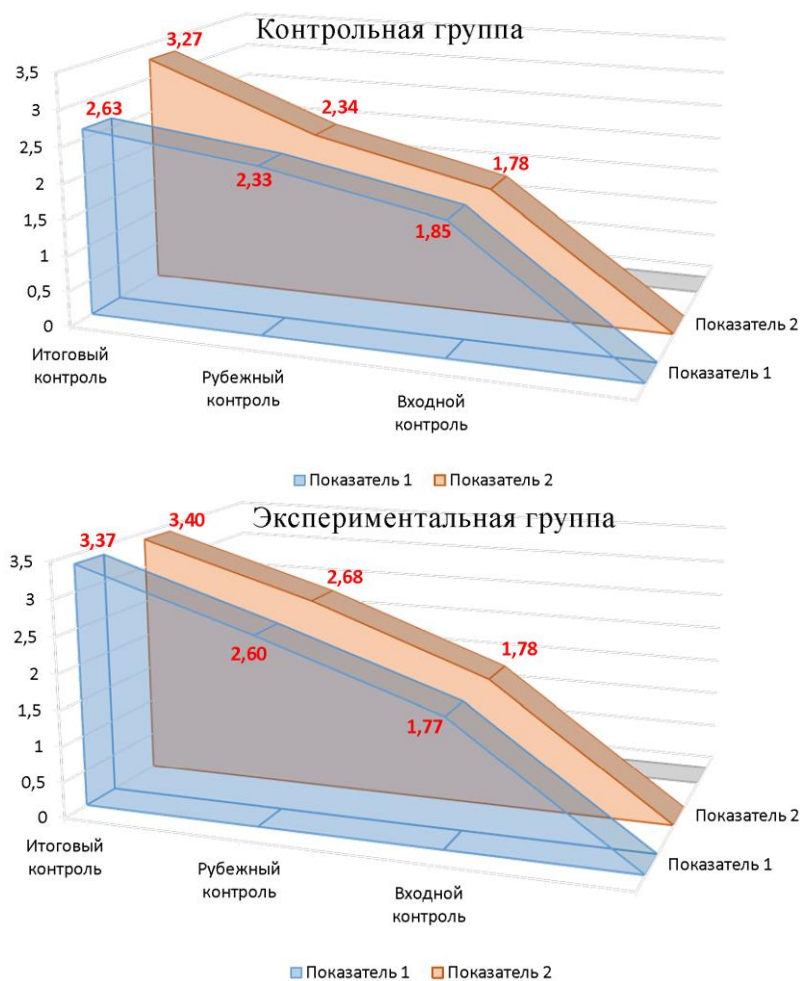 Контрольная группа
3,27
3,5
2,63
2,34
3
2,5
2,33
1,78
2
1,85
1,5
1
0,5
0
Показатель 2
Итоговый
контроль
Рубежный
контроль
Входной
контроль
Показатель 1
Показатель 1 Показатель 2
Экспериментальная группа
3,40
3,37
3,5
2,68
3
2,60
1,78
2,5
2
1,77
1,5
1
0,5
0
Показатель 2
Итоговый
контроль
Рубежный
контроль
Входной
контроль
Показатель 1
Показатель 1 Показатель 2